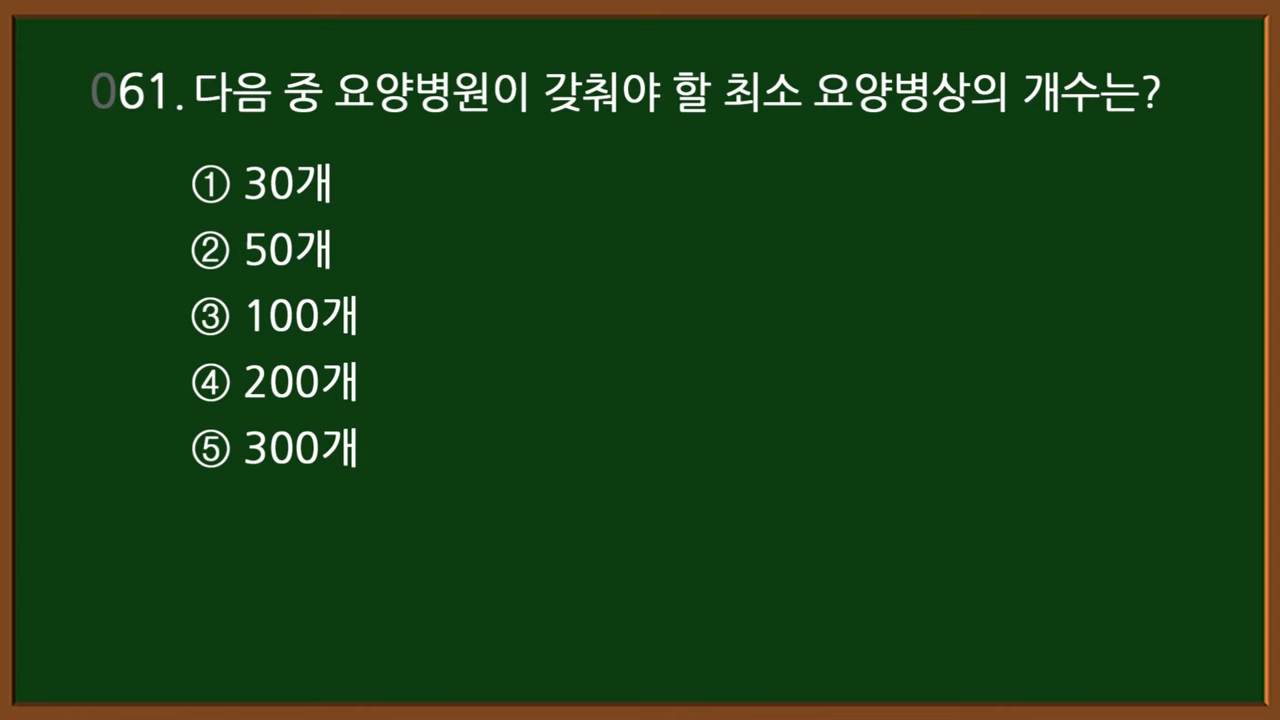 061. 다음 중 요양병원이 갖춰야 할 최소 요양병상의 개수는?
① 30개
② 50개
③ 100개
④ 200개
⑤ 300개